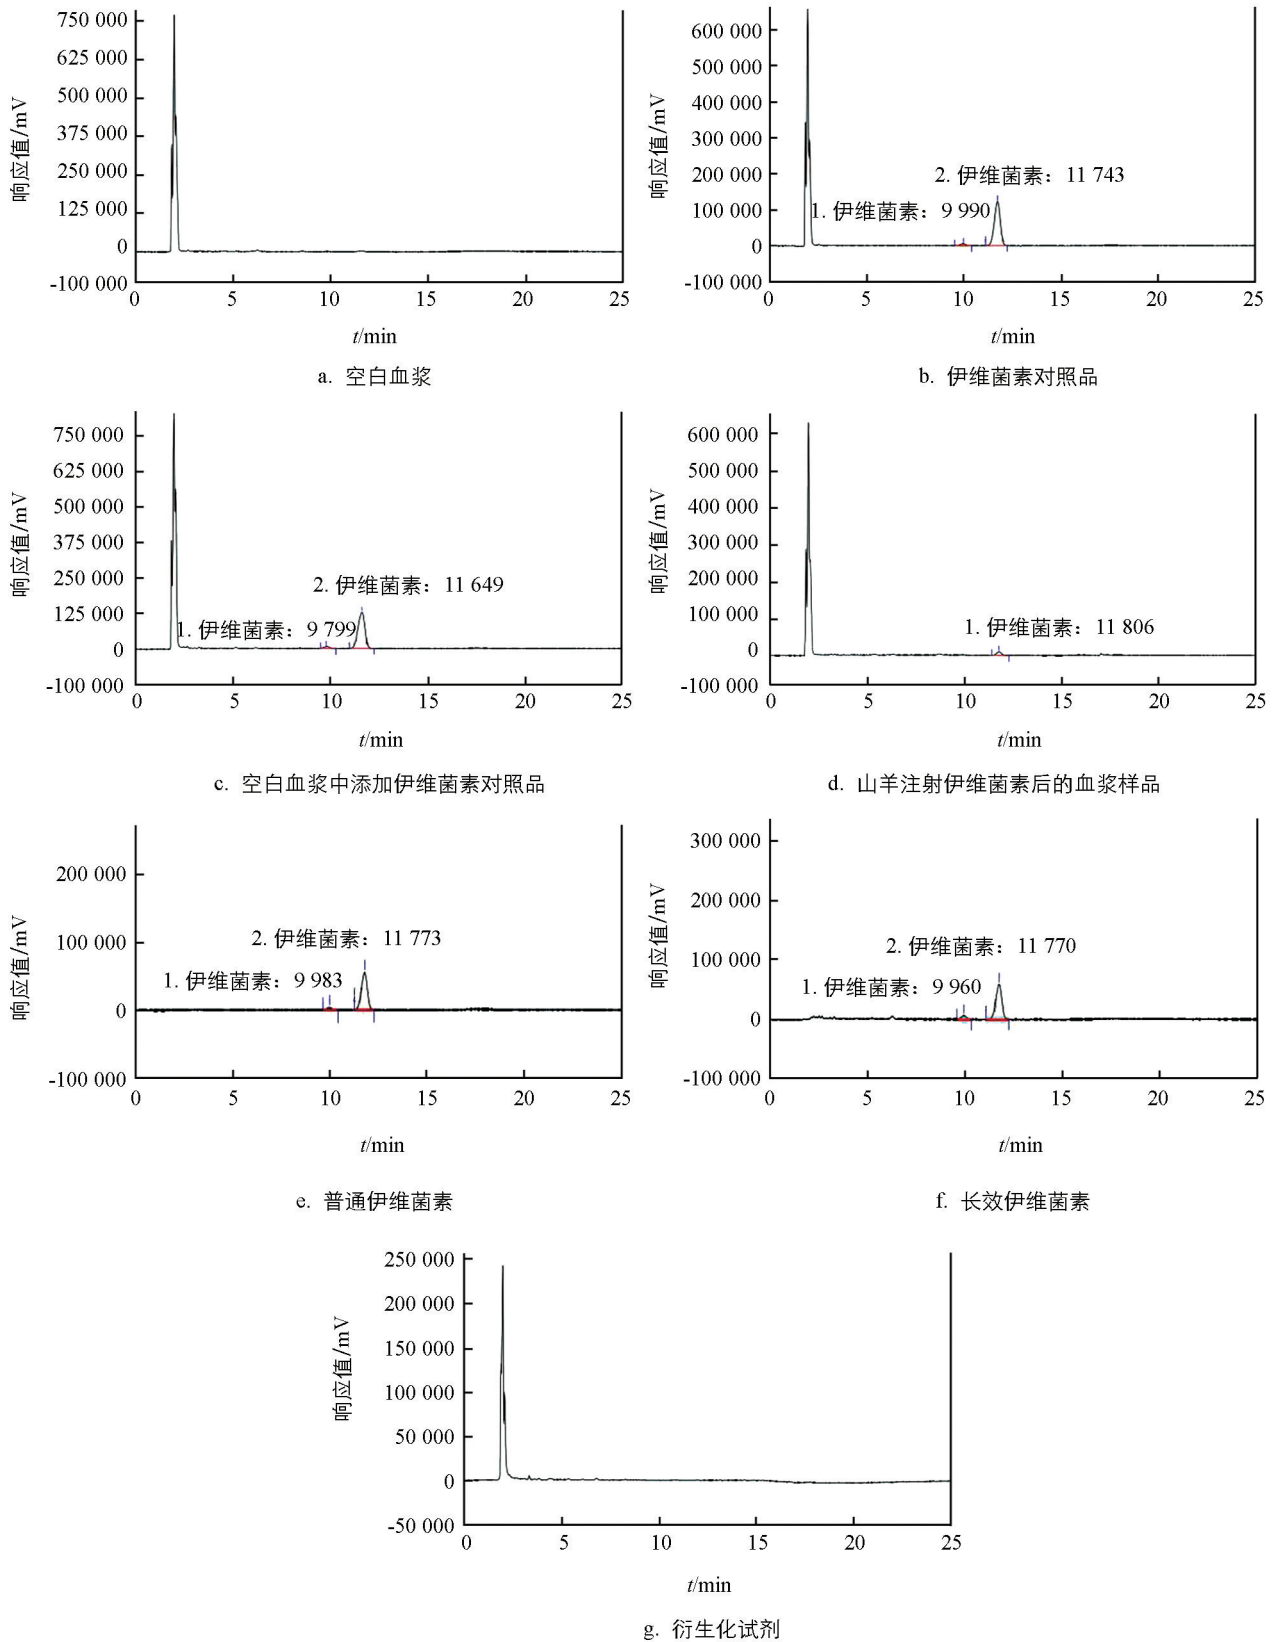 750 000
625 000
500 000
375 000
250 000
125 000
0
-100 000
响应值/mV
0 5 10 15 20 25
t/min
a. 空白血浆
600 000
500 000
400 000
300 000
200 000
100 000
0
-100 000
响应值/mV
2. 伊维菌素：11 743
1. 伊维菌素：9 990
0 5 10 15 20 25
t/min
b. 伊维菌素对照品
750 000
625 000
500 000
375 000
250 000
125 000
0
-100 000
响应值/mV
2. 伊维菌素：11 649
1. 伊维菌素：9 799
0 5 10 15 20 25
t/min
c. 空白血浆中添加伊维菌素对照品
600 000
500 000
400 000
300 000
200 000
100 000
0
-100 000
响应值/mV
1. 伊维菌素：11 806
0 5 10 15 20 25
t/min
d. 山羊注射伊维菌素后的血浆样品
200 000
100 000
0
-100 000
响应值/mV
2. 伊维菌素：11 773
1. 伊维菌素：9 983
0 5 10 15 20 25
t/min
e. 普通伊维菌素
300 000
200 000
100 000
0
-100 000
响应值/mV
2. 伊维菌素：11 770
1. 伊维菌素：9 960
0 5 10 15 20 25
t/min
f. 长效伊维菌素
250 000
200 000
150 000
100 000
50 000
0
-50 000
响应值/mV
0 5 10 15 20 25
t/min
g. 衍生化试剂